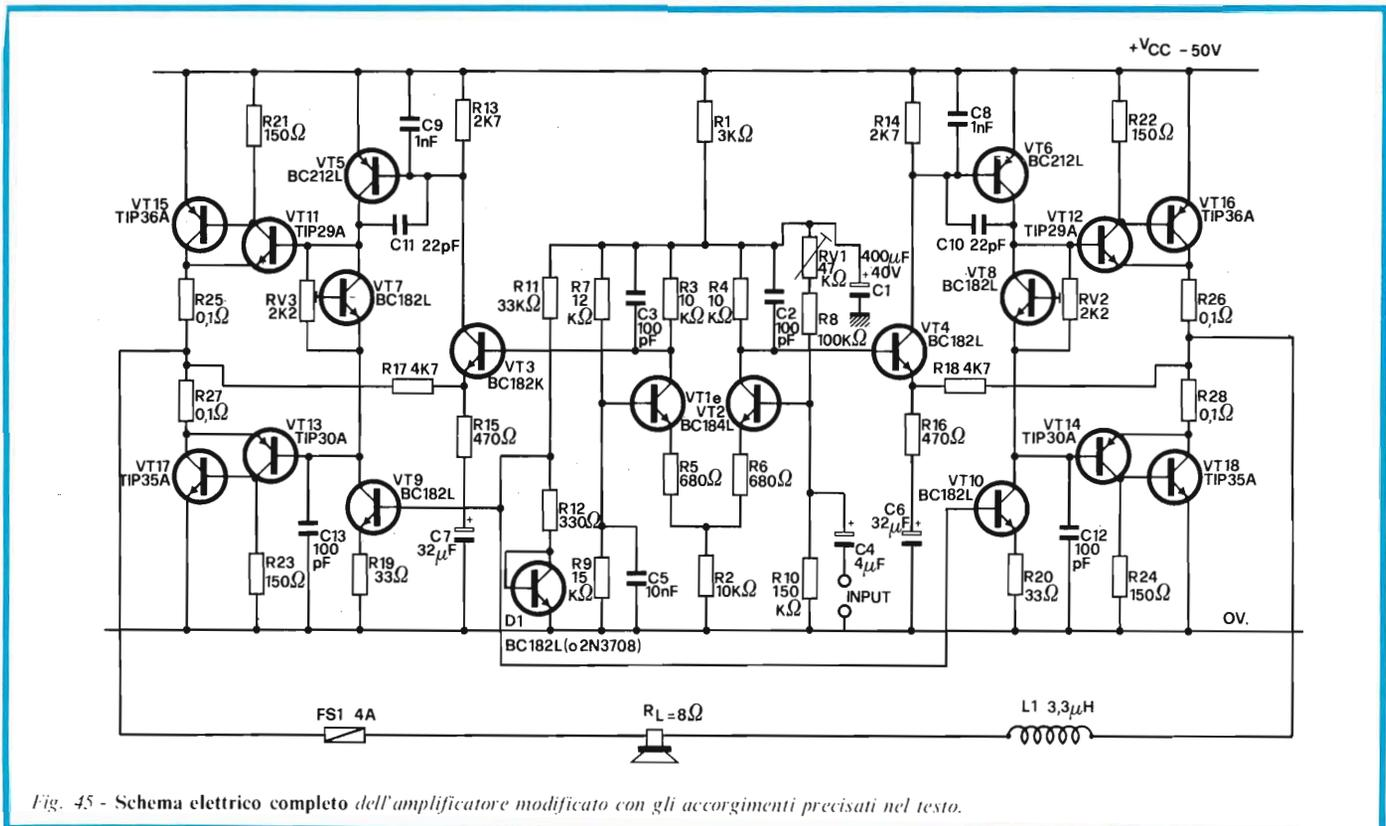 +VCC - 50V
R21
150Ω
C9
1nF
R13
2K7
R1
3KΩ
R14
2K7
C8
1nF
R22
150Ω
VT5
BC212L
VT6
BC212L
VT15
TIP36A
VT11
TIP29A
C11 22pF
C10 22pF
VT12
TIP29A
VT16
TIP36A
R25
0,1Ω
RV3
2K2
VT7
BC182L
R11
33KΩ
R7
12
KΩ
C3
100
pF
R3
10
KΩ
R4
10
KΩ
C2
100
pF
RV1
47
KΩ
R8
100KΩ
400µF
+40V
C1
VT8
BC182L
RV2
2K2
R26
0,1Ω
VT3
BC182K
VT4
BC182L
R17 4K7
R18 4K7
R27
0,1Ω
R15
470Ω
VT1e
VT2
BC184L
R16
470Ω
R28
0,1Ω
VT13
TIP30A
VT17
TIP35A
VT9
BC182L
R5
680Ω
R6
680Ω
VT14
TIP30A
VT10
BC182L
VT18
TIP35A
C13
100
pF
R23
150Ω
R19
33Ω
C7
32µF
+
R12
330Ω
R9
15
KΩ
C5
10nF
R2
10KΩ
R10
150
KΩ
+
C4
4µF
INPUT
C6
32µF
+
R20
33Ω
C12
100
pF
R24
150Ω
D1
BC182L(o2N3708)
0V.
FS1 4A
RL=8Ω
L1 3,3µH
Fig. 45 - Schema elettrico completo dell'amplificatore modificato con gli accorgimenti precisati nel testo.